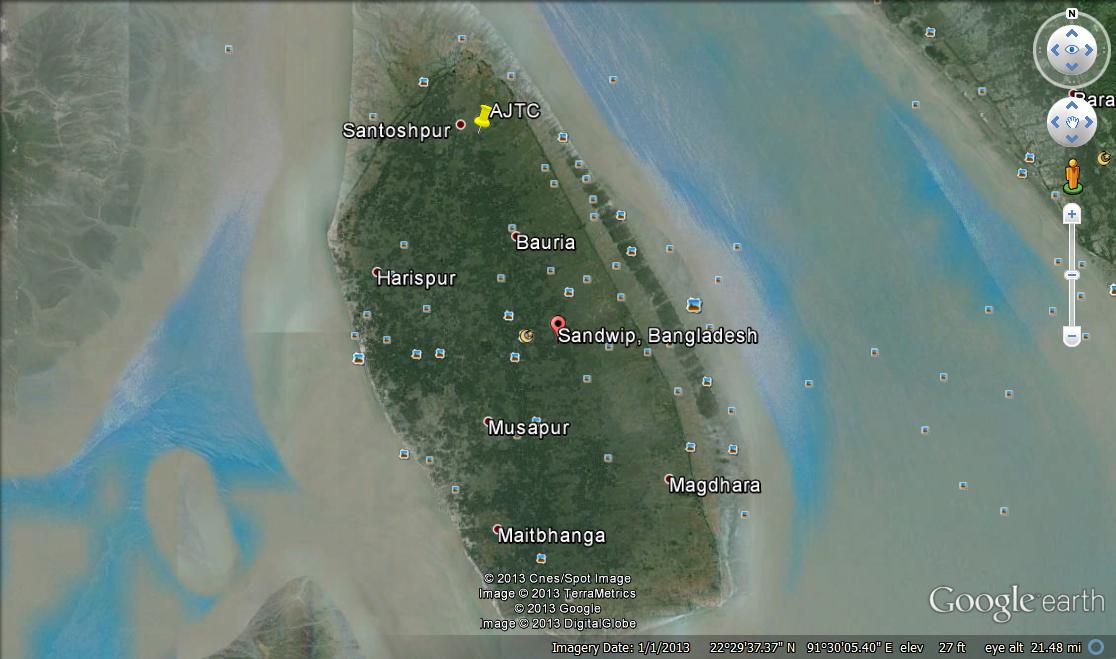 N
Bara
AJTC
Santoshpur
Bauria
Harispur
Sandwip, Bangladesh
Musapur
Magdhara
Maitbhanga
© 2013 Cnes/Spot Image
Image © 2013 TerraMetrics
© 2013 Google
Image © 2013 DigitalGlobe
Google earth
Imagery Date: 1/1/2013 22°29'37.37" N 91°30'05.40" E elev 27 ft eye alt 21.48 mi